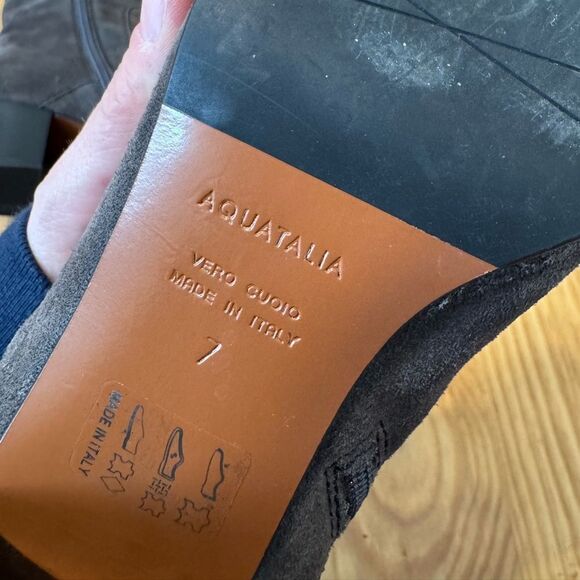 AQUATALIA
VERO CUOIO
MADE IN ITALY
7
MADE IN ITALY